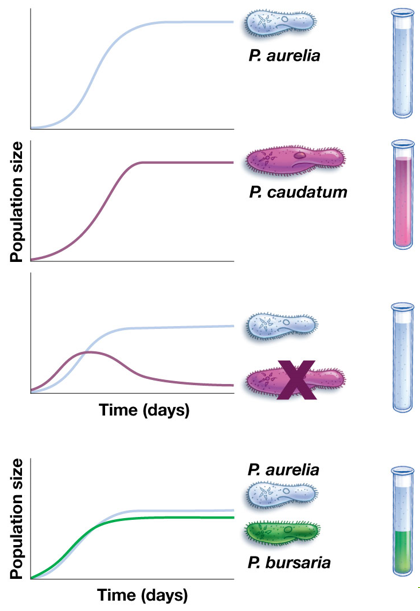 P. aurelia
Population size
P. caudatum
X
Time (days)
Population size
P. aurelia
P. bursaria
Time (days)